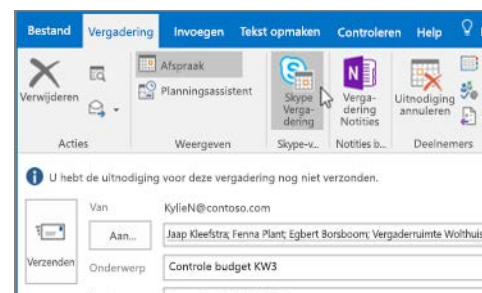 Bestand Vergadering Invoegen Tekst opmaken Controleren Help
Verwijderen
Afspraak
Planningsassistent
Skype
Verga-
dering
Verga-
dering
Notities
Uitnodiging
annuleren
Acties Weergeven Skype-v... Notities b... Deelnemers
U hebt de uitnodiging voor deze vergadering nog niet verzonden.
Van KylieN@contoso.com
Aan... Jaap Kleefstra; Fenna Plant; Egbert Borsboom; Vergaderruimte Wolthuis
Verzenden
Onderwerp Controle budget KW3